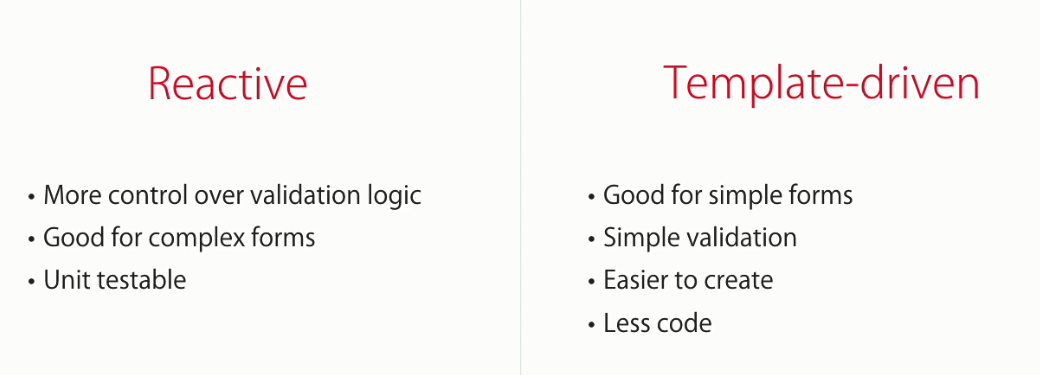 Reactive
• More control over validation logic
• Good for complex forms
• Unit testable
Template-driven
• Good for simple forms
• Simple validation
• Easier to create
• Less code